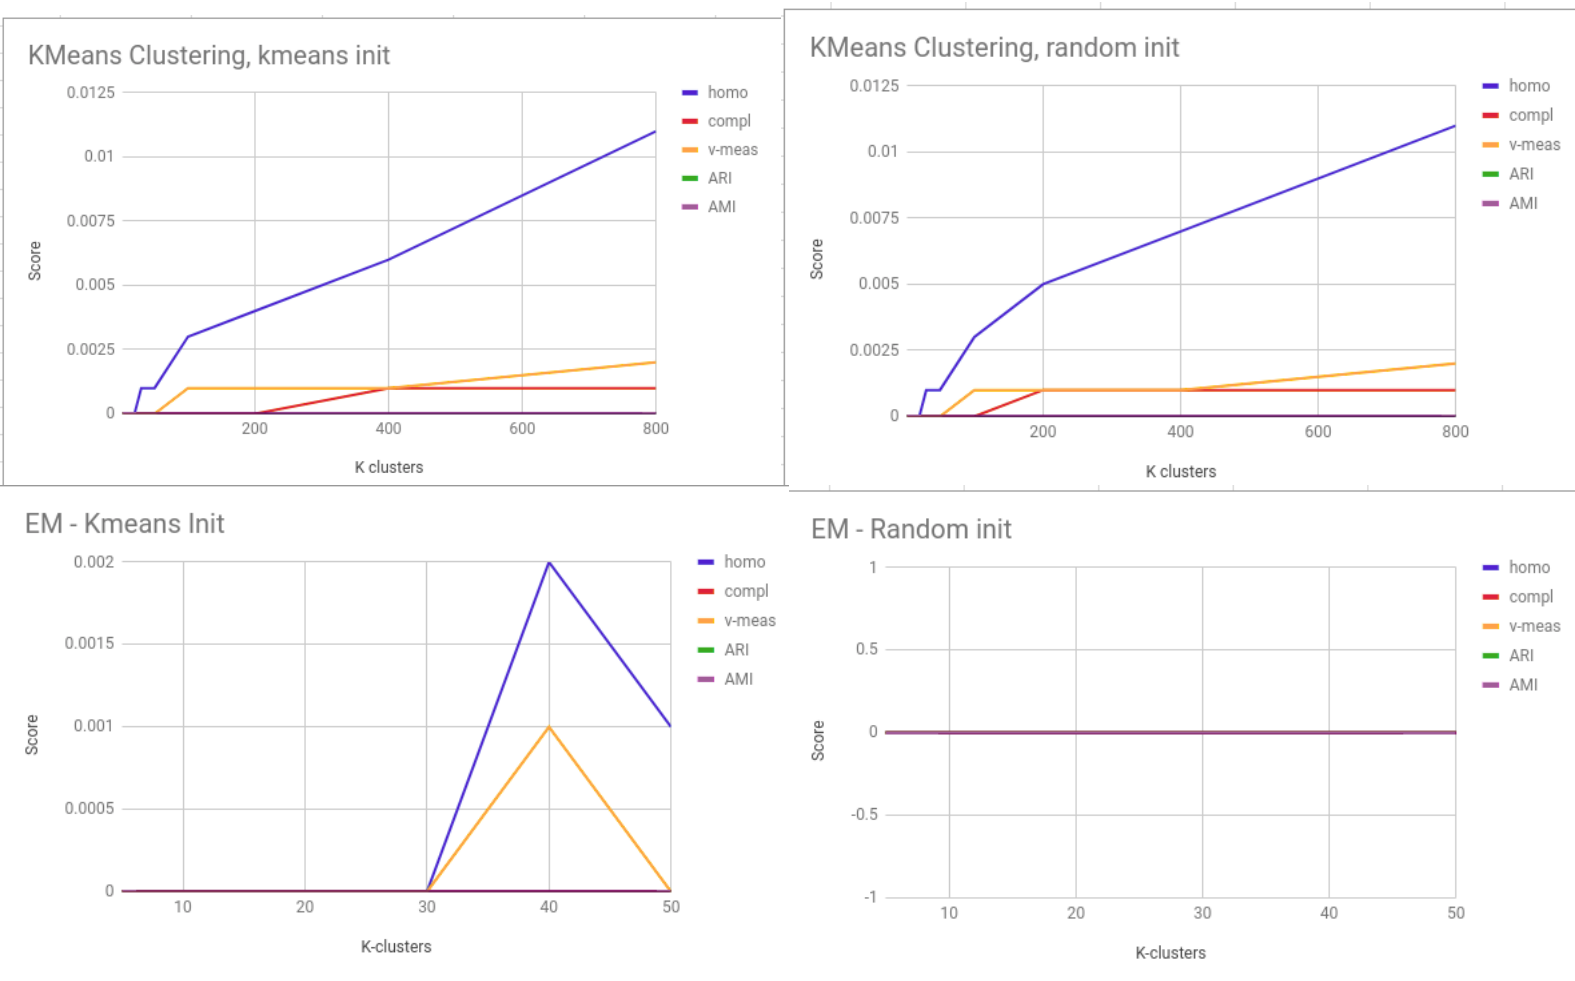 KMeans Clustering, kmeans init
0.0125
0.01
0.0075
0.005
0.0025
0
Score
200 400 600 800
K clusters
homo
compl
v-meas
ARI
AMI
KMeans Clustering, random init
0.0125
0.01
0.0075
0.005
0.0025
0
Score
200 400 600 800
K clusters
homo
compl
v-meas
ARI
AMI
EM - Kmeans Init
0.002
0.0015
0.001
0.0005
0
Score
10 20 30 40 50
K-clusters
homo
compl
v-meas
ARI
AMI
EM - Random init
1
0.5
0
-0.5
-1
Score
10 20 30 40 50
K-clusters
homo
compl
v-meas
ARI
AMI